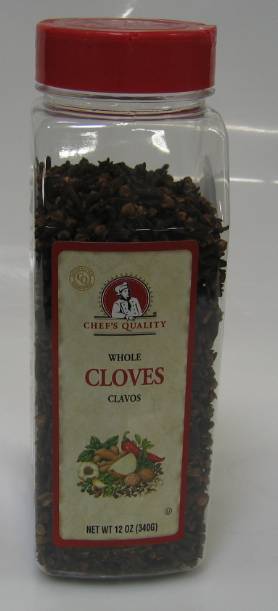 CHEF'S QUALITY
WHOLE
CLOVES
CLAVOS
NET WT 12 OZ (340G)